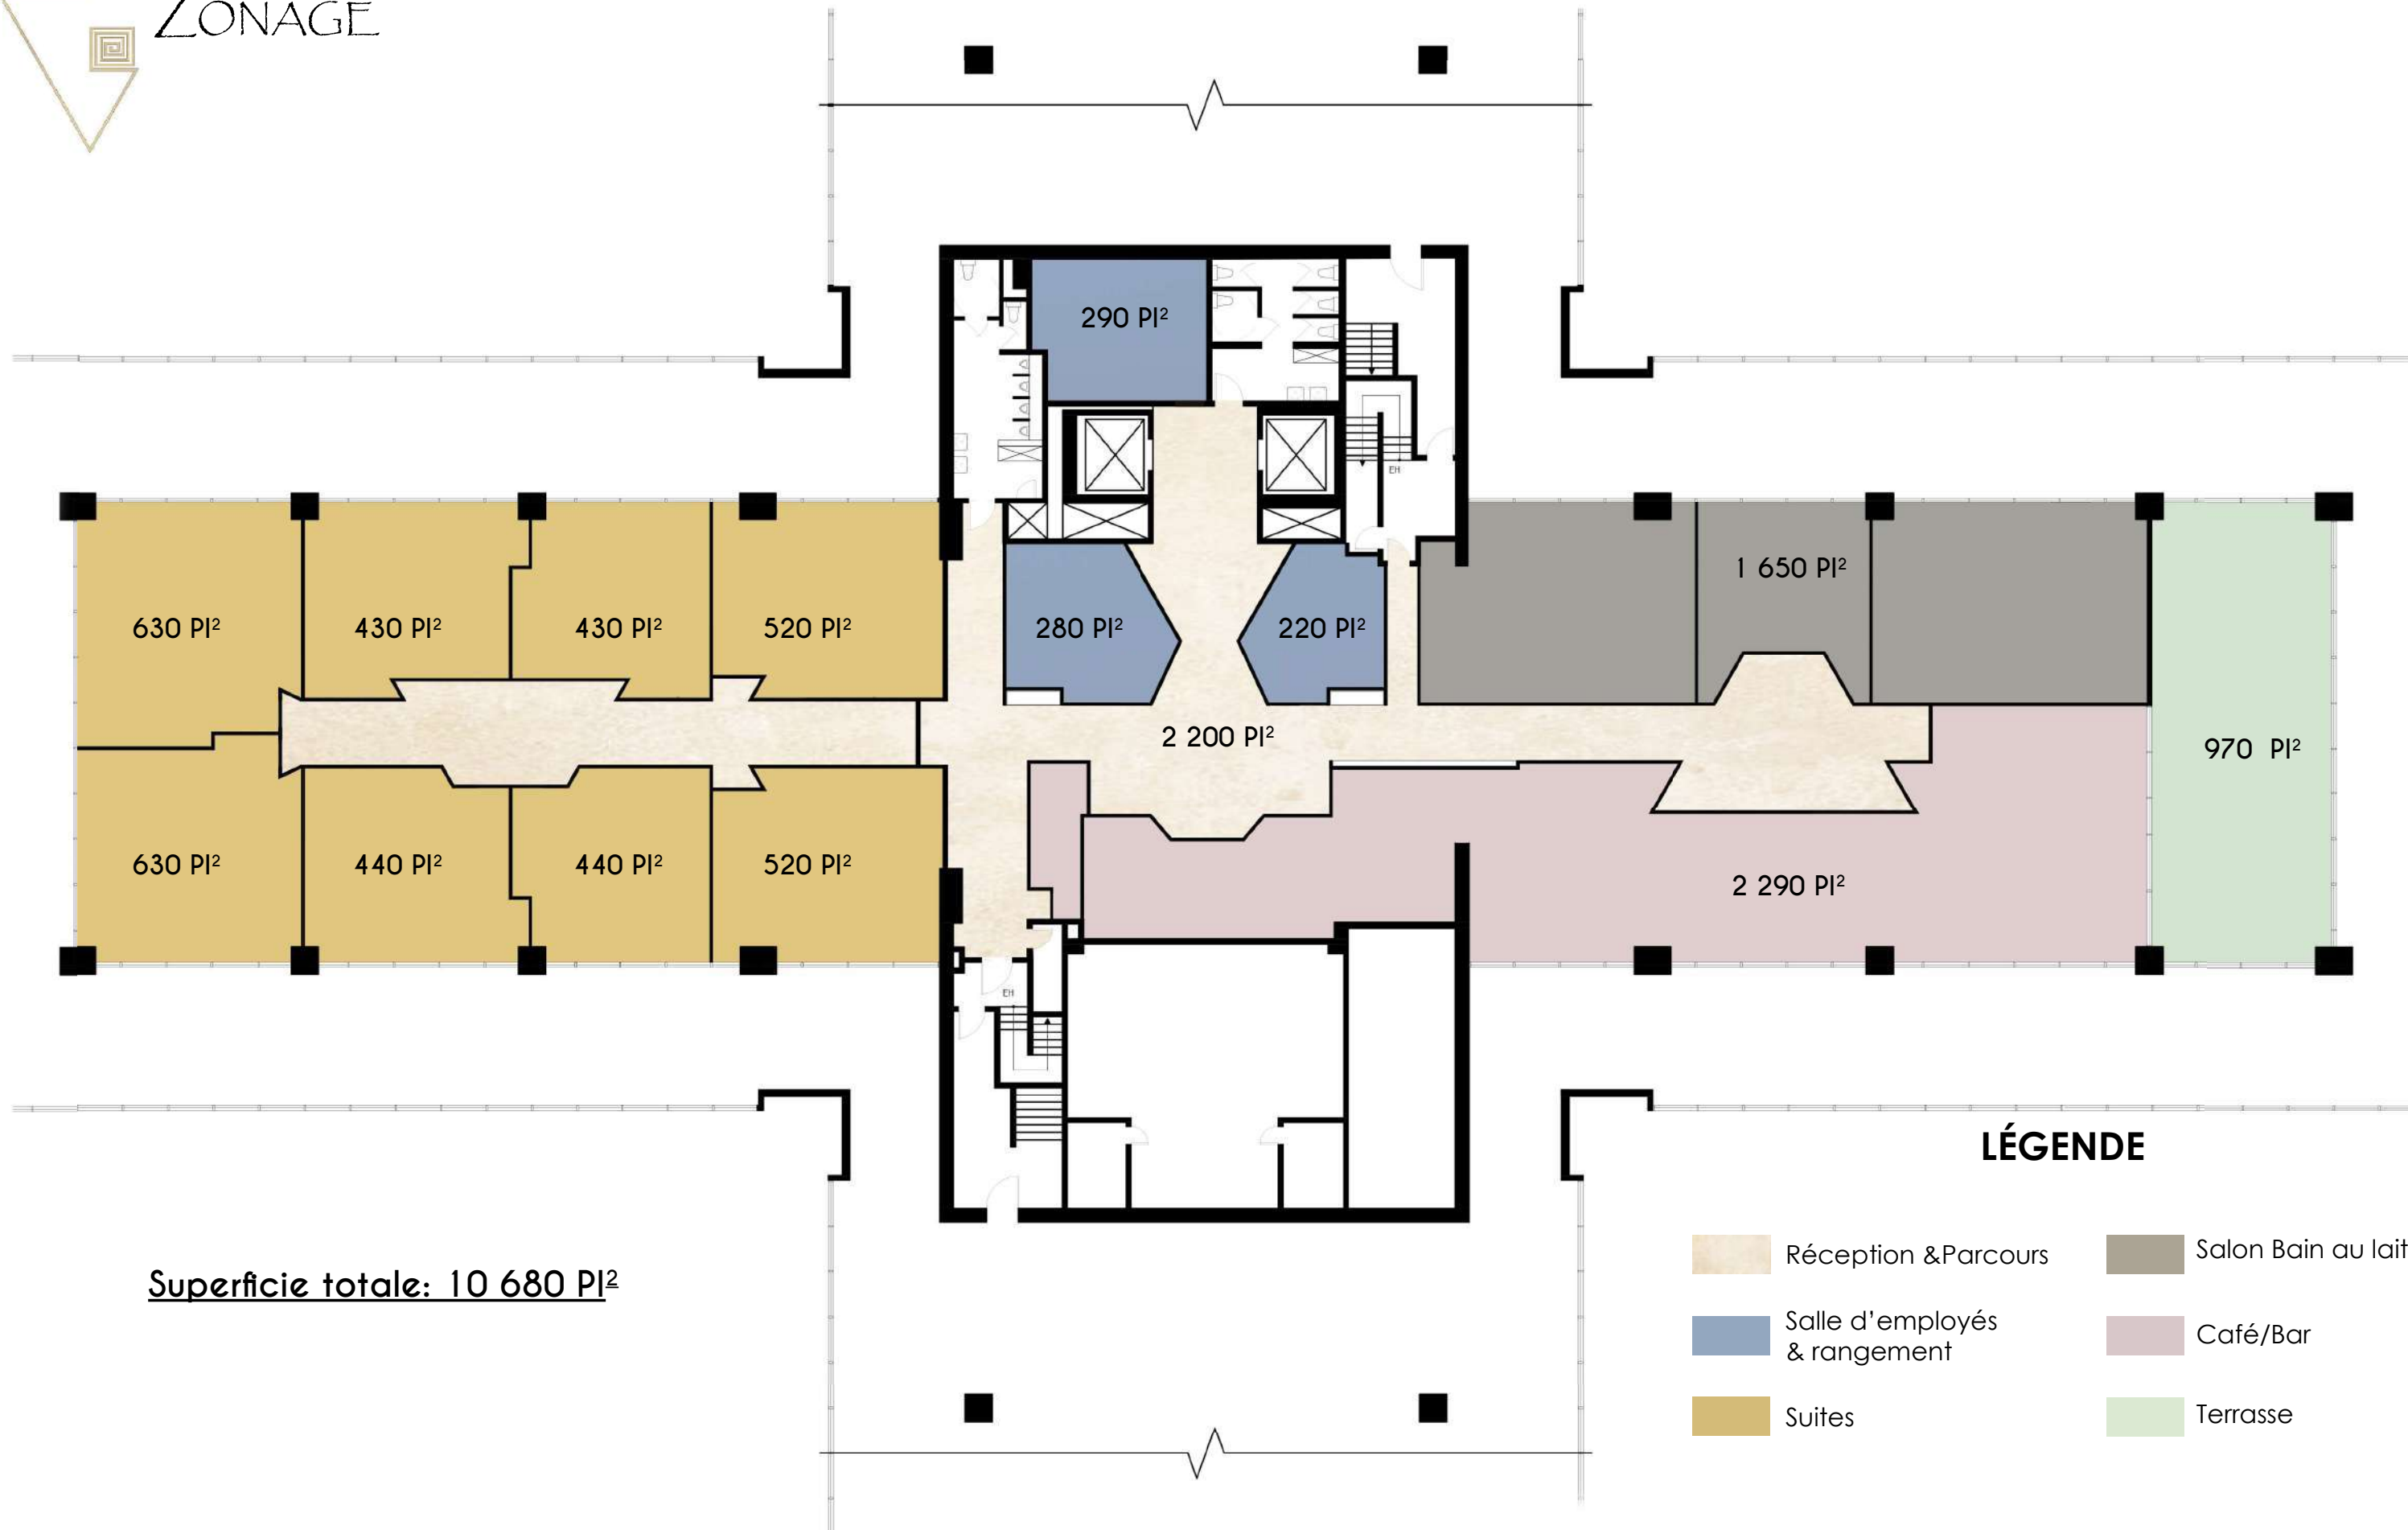 ZONAGE
290 PI²
EH
1 650 PI²
630 PI²
430 PI²
430 PI²
520 PI²
280 PI²
220 PI²
2 200 PI²
970 PI²
630 PI²
440 PI²
440 PI²
520 PI²
2 290 PI²
EH
LÉGENDE
Réception &Parcours
Salon Bain au lait
Salle d'employés
& rangement
Café/Bar
Suites
Terrasse
Superficie totale: 10 680 PI²